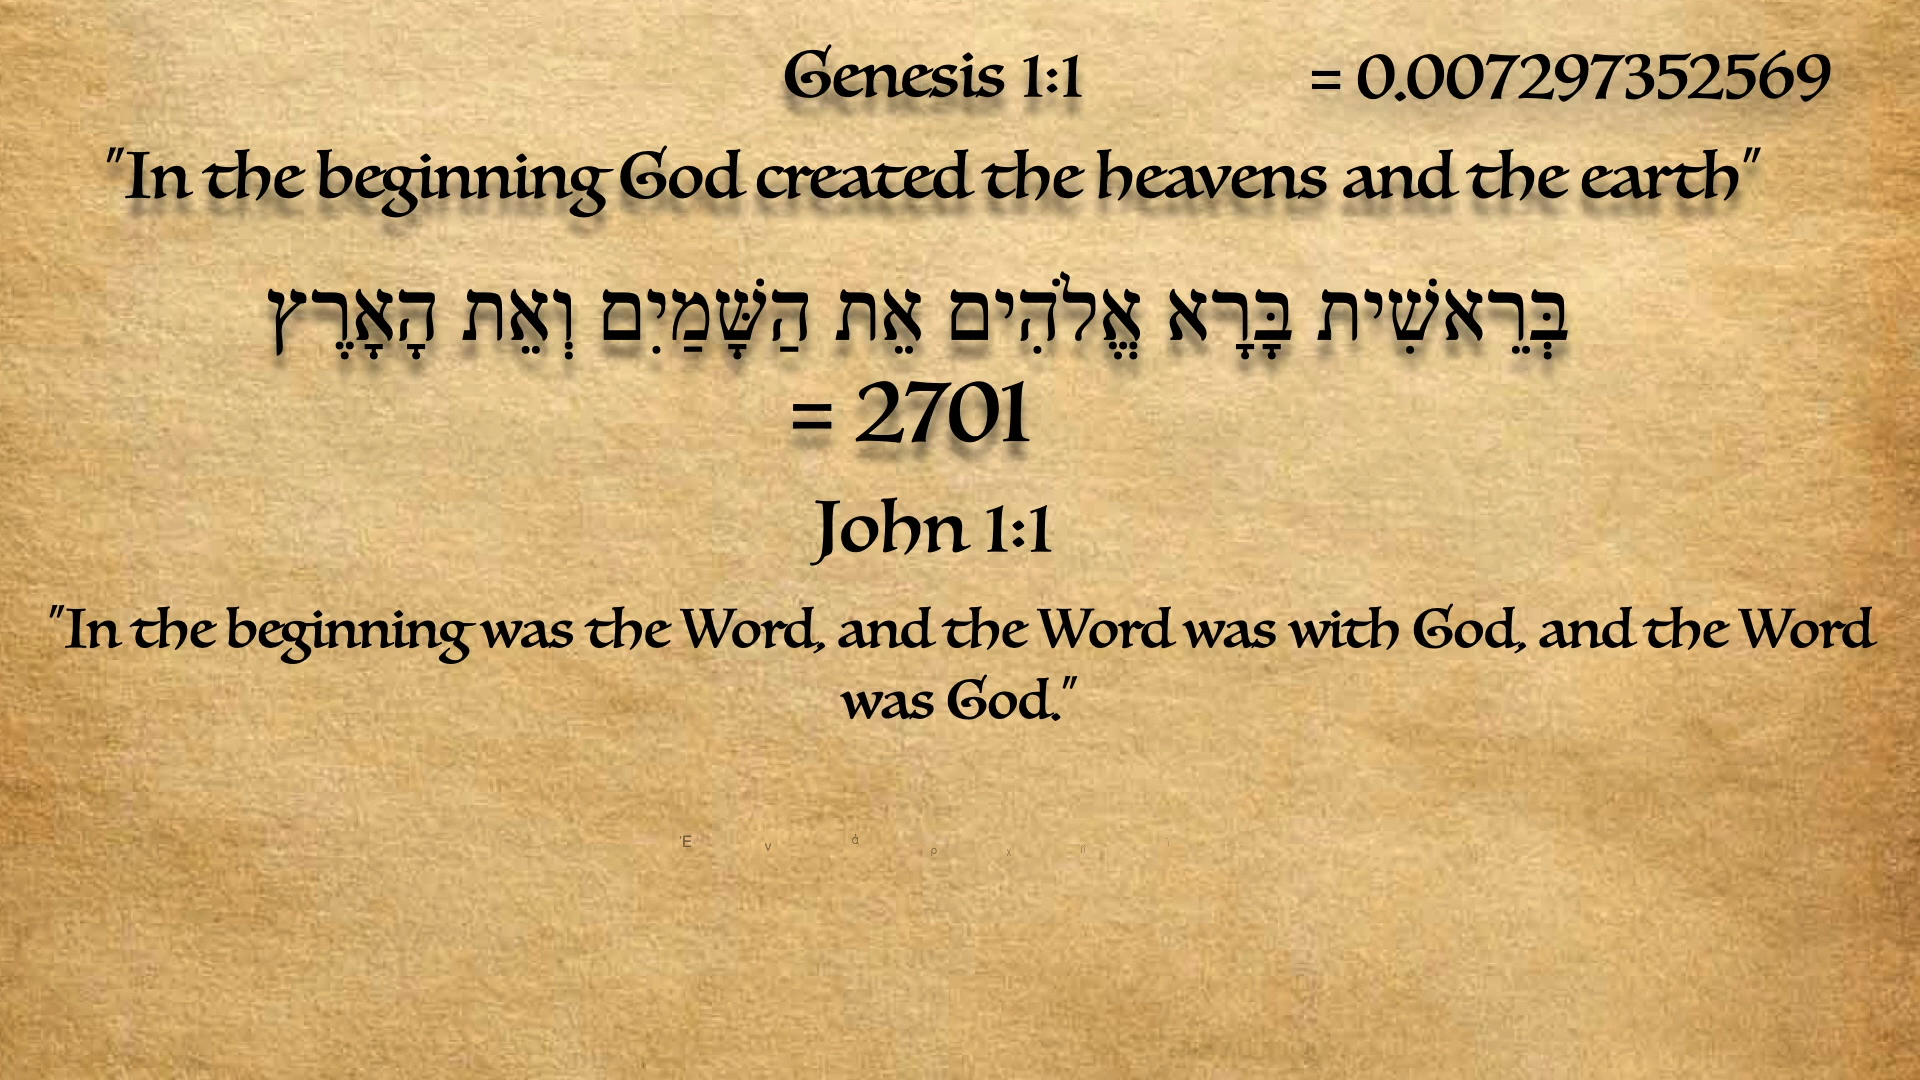 Genesis 1:1 = 0.007297352569
"In the beginning God created the heavens and the earth"
בְּרֵאשִׁית בָּרָא אֱלֹהִים אֵת הַשָּׁמַיִם וְאֵת הָאָרֶץ
= 2701
John 1:1
"In the beginning was the Word, and the Word was with God, and the Word
was God."
Ἐ ν ἀ ρ χ